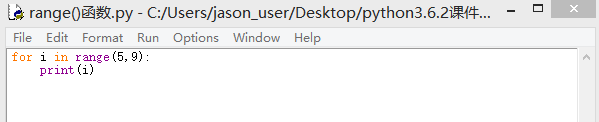 range()函数.py - C:/Users/jason_user/Desktop/python3.6.2课件...
File Edit Format Run Options Window Help
for i in range(5,9):
    print(i)